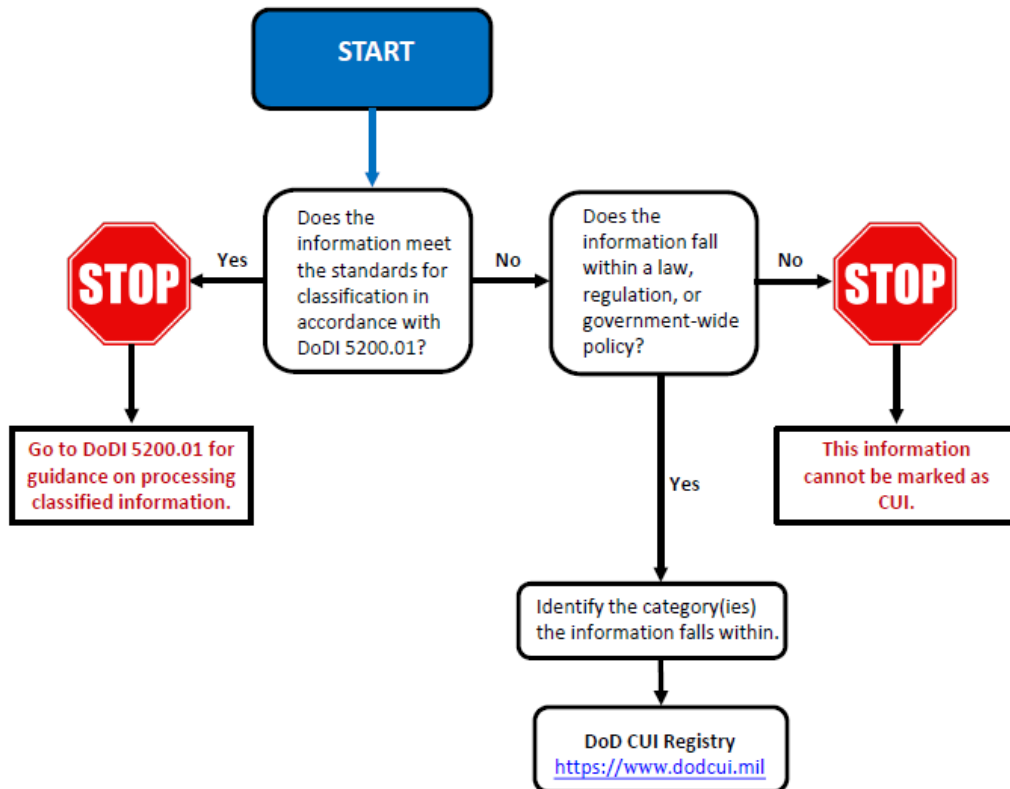 START
Does the
information meet
the standards for
classification in
accordance with
DoDI 5200.01?
Does the
information fall
within a law,
regulation, or
government-wide
policy?
Yes
No
No
STOP
STOP
Go to DoDI 5200.01 for
guidance on processing
classified information.
This information
cannot be marked as
CUI.
Yes
Identify the category(ies)
the information falls within.
DoD CUI Registry
https://www.dodcui.mil